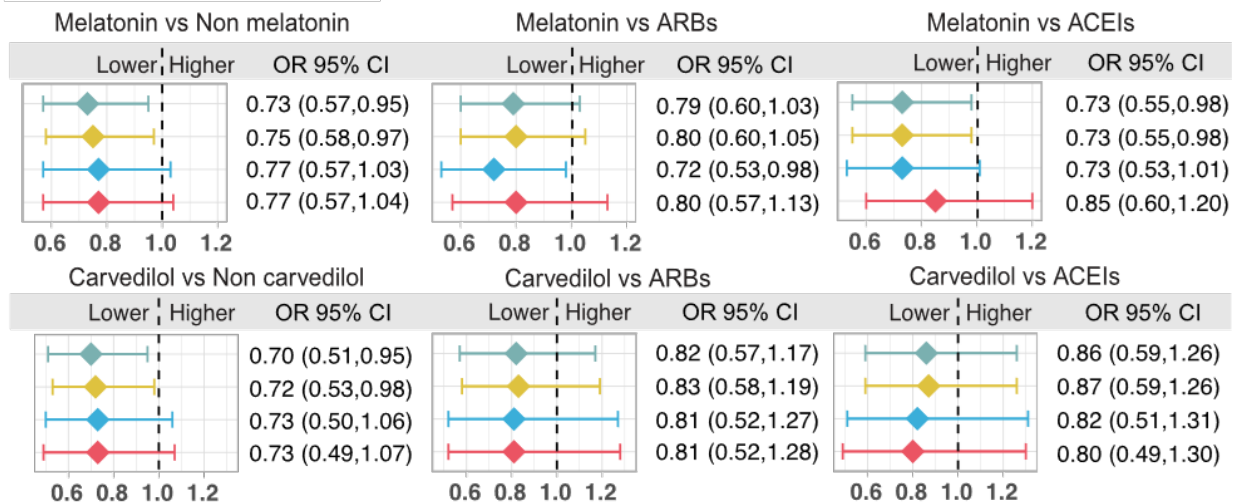 Melatonin vs Non melatonin
Lower Higher OR 95% CI
0.73 (0.57,0.95)
0.75 (0.58,0.97)
0.77 (0.57,1.03)
0.77 (0.57,1.04)
0.6 0.8 1.0 1.2
Melatonin vs ARBs
Lower Higher OR 95% CI
0.79 (0.60,1.03)
0.80 (0.60,1.05)
0.72 (0.53,0.98)
0.80 (0.57,1.13)
0.6 0.8 1.0 1.2
Melatonin vs ACEIs
Lower Higher OR 95% CI
0.73 (0.55,0.98)
0.73 (0.55,0.98)
0.73 (0.53,1.01)
0.85 (0.60,1.20)
0.6 0.8 1.0 1.2
Carvedilol vs Non carvedilol
Lower Higher OR 95% CI
0.70 (0.51,0.95)
0.72 (0.53,0.98)
0.73 (0.50,1.06)
0.73 (0.49,1.07)
0.6 0.8 1.0 1.2
Carvedilol vs ARBs
Lower Higher OR 95% CI
0.82 (0.57,1.17)
0.83 (0.58,1.19)
0.81 (0.52,1.27)
0.81 (0.52,1.28)
0.6 0.8 1.0 1.2
Carvedilol vs ACEIs
Lower Higher OR 95% CI
0.86 (0.59,1.26)
0.87 (0.59,1.26)
0.82 (0.51,1.31)
0.80 (0.49,1.30)
0.6 0.8 1.0 1.2